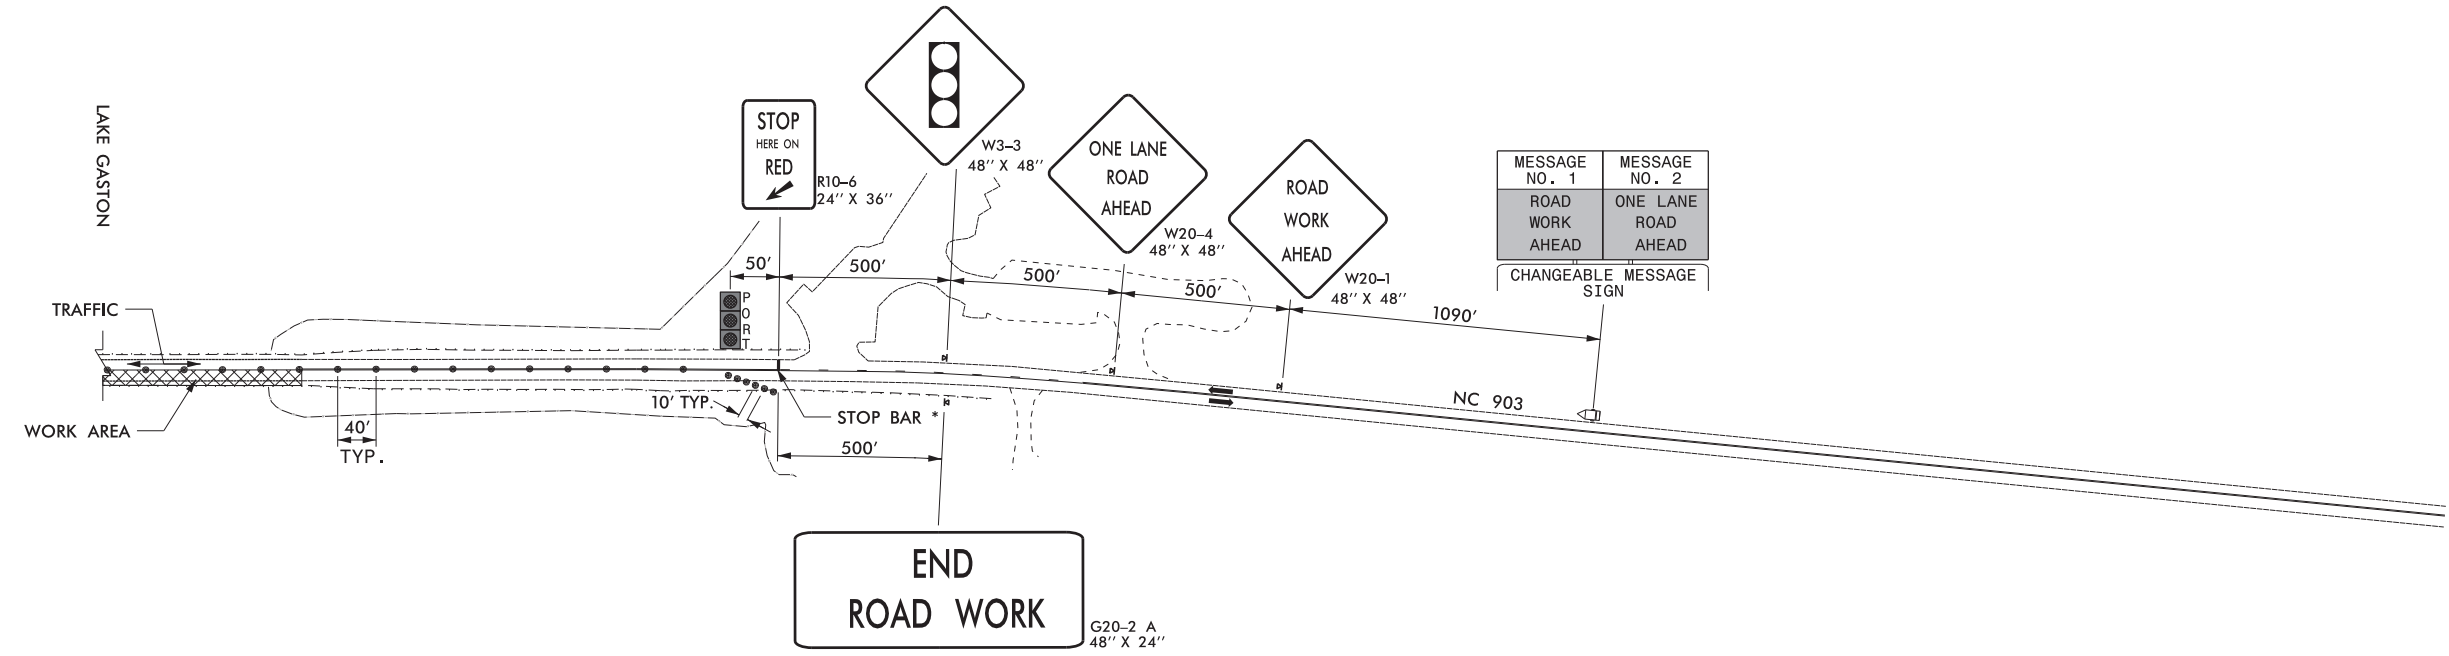 LAKE GASTON
STOP
HERE ON
RED
R10-6
24'' X 36''
W3-3
48'' X 48''
ONE LANE
ROAD
AHEAD
W20-4
48'' X 48''
ROAD
WORK
AHEAD
W20-1
48'' X 48''
MESSAGE
NO. 1
MESSAGE
NO. 2
ROAD
WORK
AHEAD
ONE LANE
ROAD
AHEAD
CHANGEABLE MESSAGE
SIGN
50'
500'
500'
500'
1090'
PORT
TRAFFIC
WORK AREA
40'
TYP.
10' TYP.
STOP BAR *
500'
NC 903
END
ROAD WORK
G20-2 A
48'' X 24''